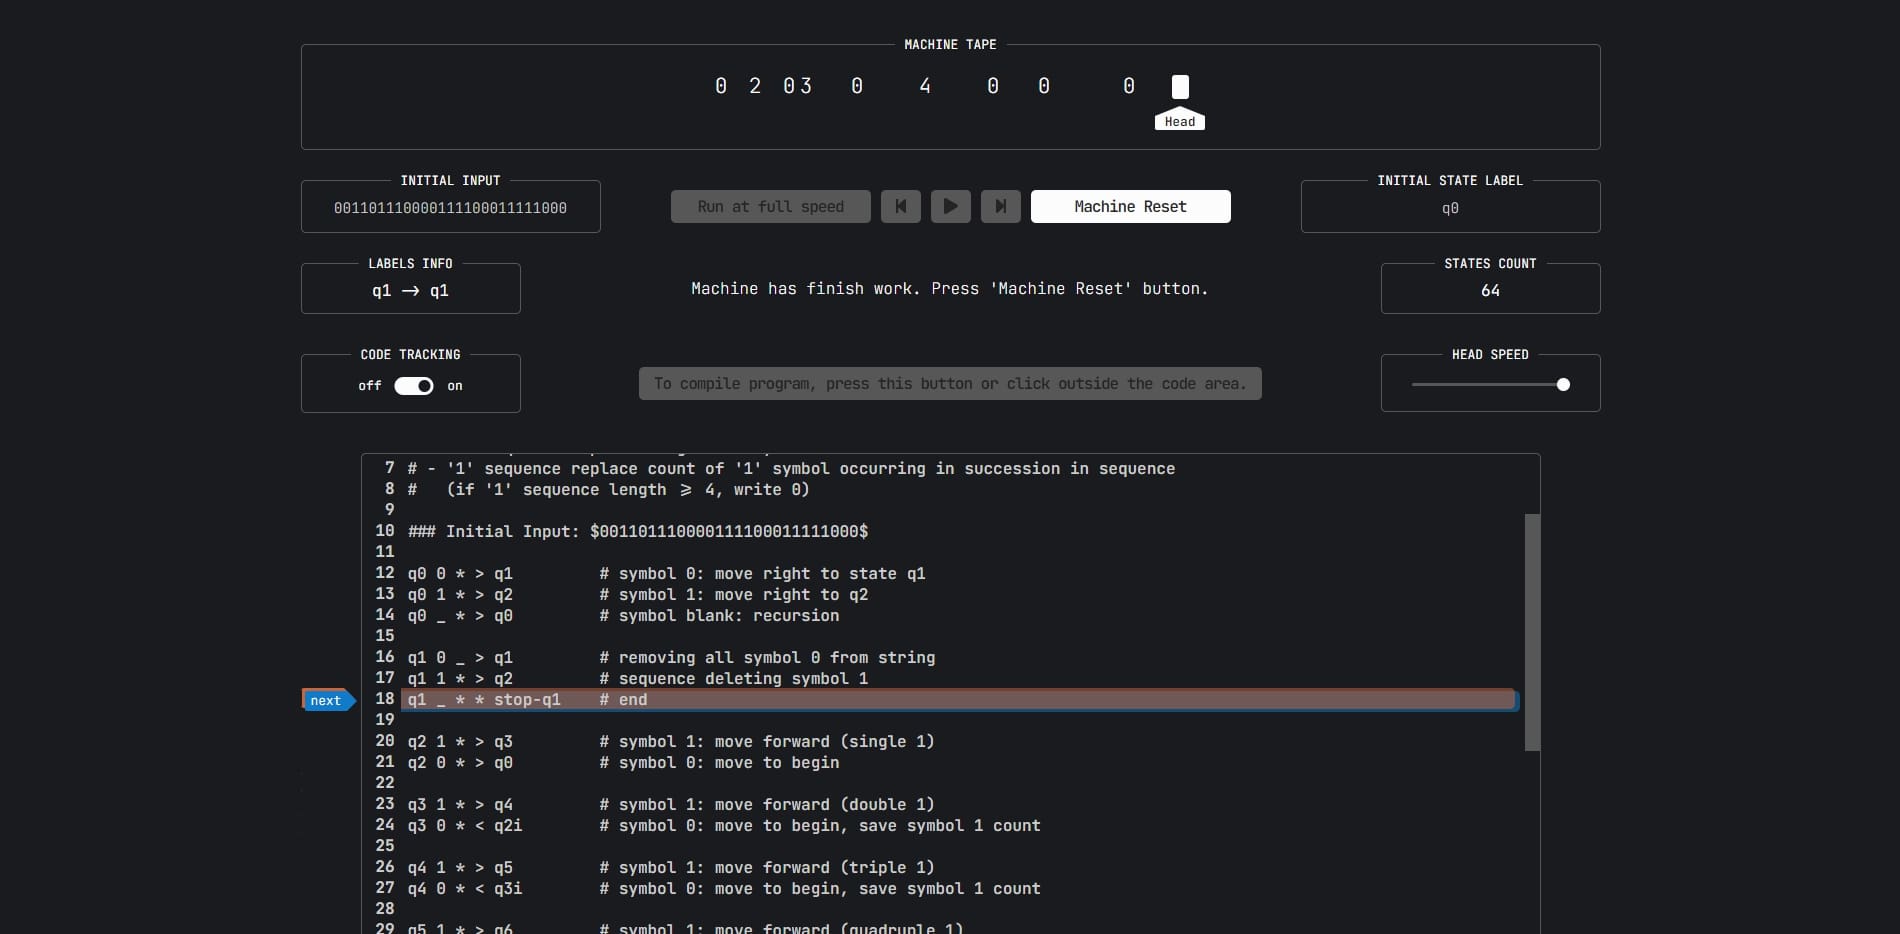 MACHINE TAPE
0 2 03 0 4 0 0 0
Head
INITIAL INPUT
0011011100001111000111110​00
Run at full speed
Machine Reset
INITIAL STATE LABEL
q0
LABELS INFO
q1 → q1
Machine has finish work. Press 'Machine Reset' button.
STATES COUNT
64
CODE TRACKING
off on
To compile program, press this button or click outside the code area.
HEAD SPEED
7 # - '1' sequence replace count of '1' symbol occurring in succession in sequence
8 # (if '1' sequence length ⩾ 4, write 0)
9
10 ### Initial Input: $00110111000011110001111​1000$
11
12 q0 0 * > q1 # symbol 0: move right to state q1
13 q0 1 * > q2 # symbol 1: move right to q2
14 q0 _ * > q0 # symbol blank: recursion
15
16 q1 0 _ > q1 # removing all symbol 0 from string
17 q1 1 * > q2 # sequence deleting symbol 1
next 18 q1 _ * * stop-q1 # end
19
20 q2 1 * > q3 # symbol 1: move forward (single 1)
21 q2 0 * > q0 # symbol 0: move to begin
22
23 q3 1 * > q4 # symbol 1: move forward (double 1)
24 q3 0 * < q2i # symbol 0: move to begin, save symbol 1 count
25
26 q4 1 * > q5 # symbol 1: move forward (triple 1)
27 q4 0 * < q3i # symbol 0: move to begin, save symbol 1 count
28
29 q5 1 * > q6 # symbol 1: move forward (quadruple 1)